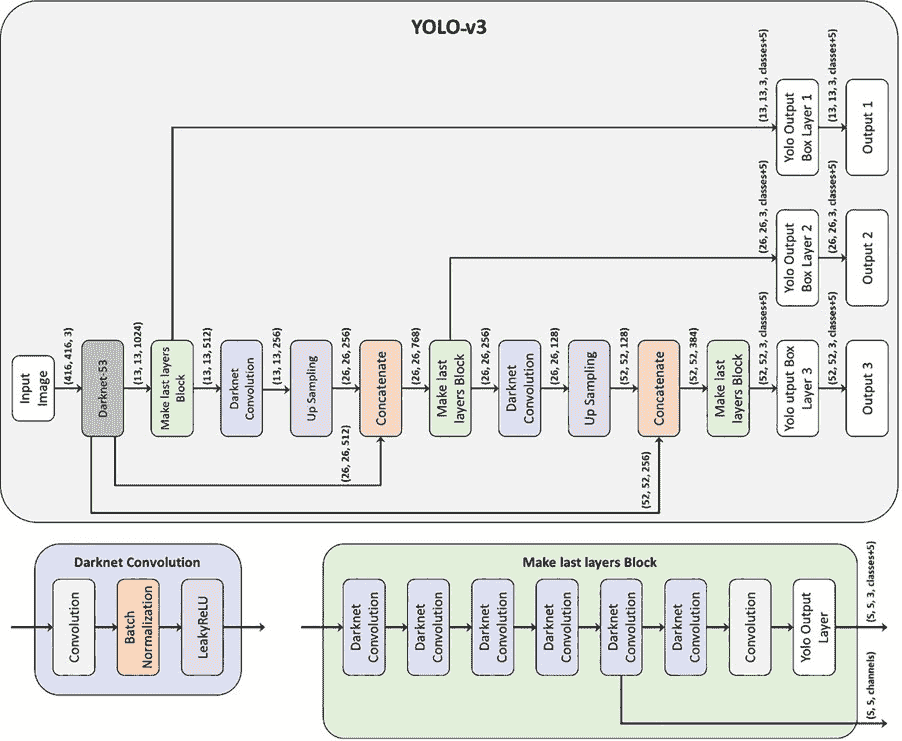 YOLO-v3
(13, 13, 3, classes+5)
Yolo Output
Box Layer 1
(13, 13, 3, classes+5)
Output 1
(26, 26, 3, classes+5)
Yolo Output
Box Layer 2
(26, 26, 3, classes+5)
Output 2
Input
Image
(416, 416, 3)
Darknet-53
(13, 13, 1024)
Make last layers
Block
(13, 13, 512)
Darknet
Convolution
(13, 13, 256)
Up Sampling
(26, 26, 256)
Concatenate
(26, 26, 768)
Make last
layers Block
(26, 26, 256)
Darknet
Convolution
(26, 26, 128)
Up Sampling
(52, 52, 128)
Concatenate
(52, 52, 384)
Make last
layers Block
(52, 52, 3, classes+5)
Yolo utput Box
Layer 3
(52, 52, 3, classes+5)
Output 3
(26, 26, 512)
(52, 52, 256)
Darknet Convolution
Convolution
Batch
Normalization
LeakyReLU
Make last layers Block
Darknet
Convolution
Darknet
Convolution
Darknet
Convolution
Darknet
Convolution
Darknet
Convolution
Darknet
Convolution
Convolution
Yolo Output
Layer
(S, S, 3, classes+5)
(S, S, channels)